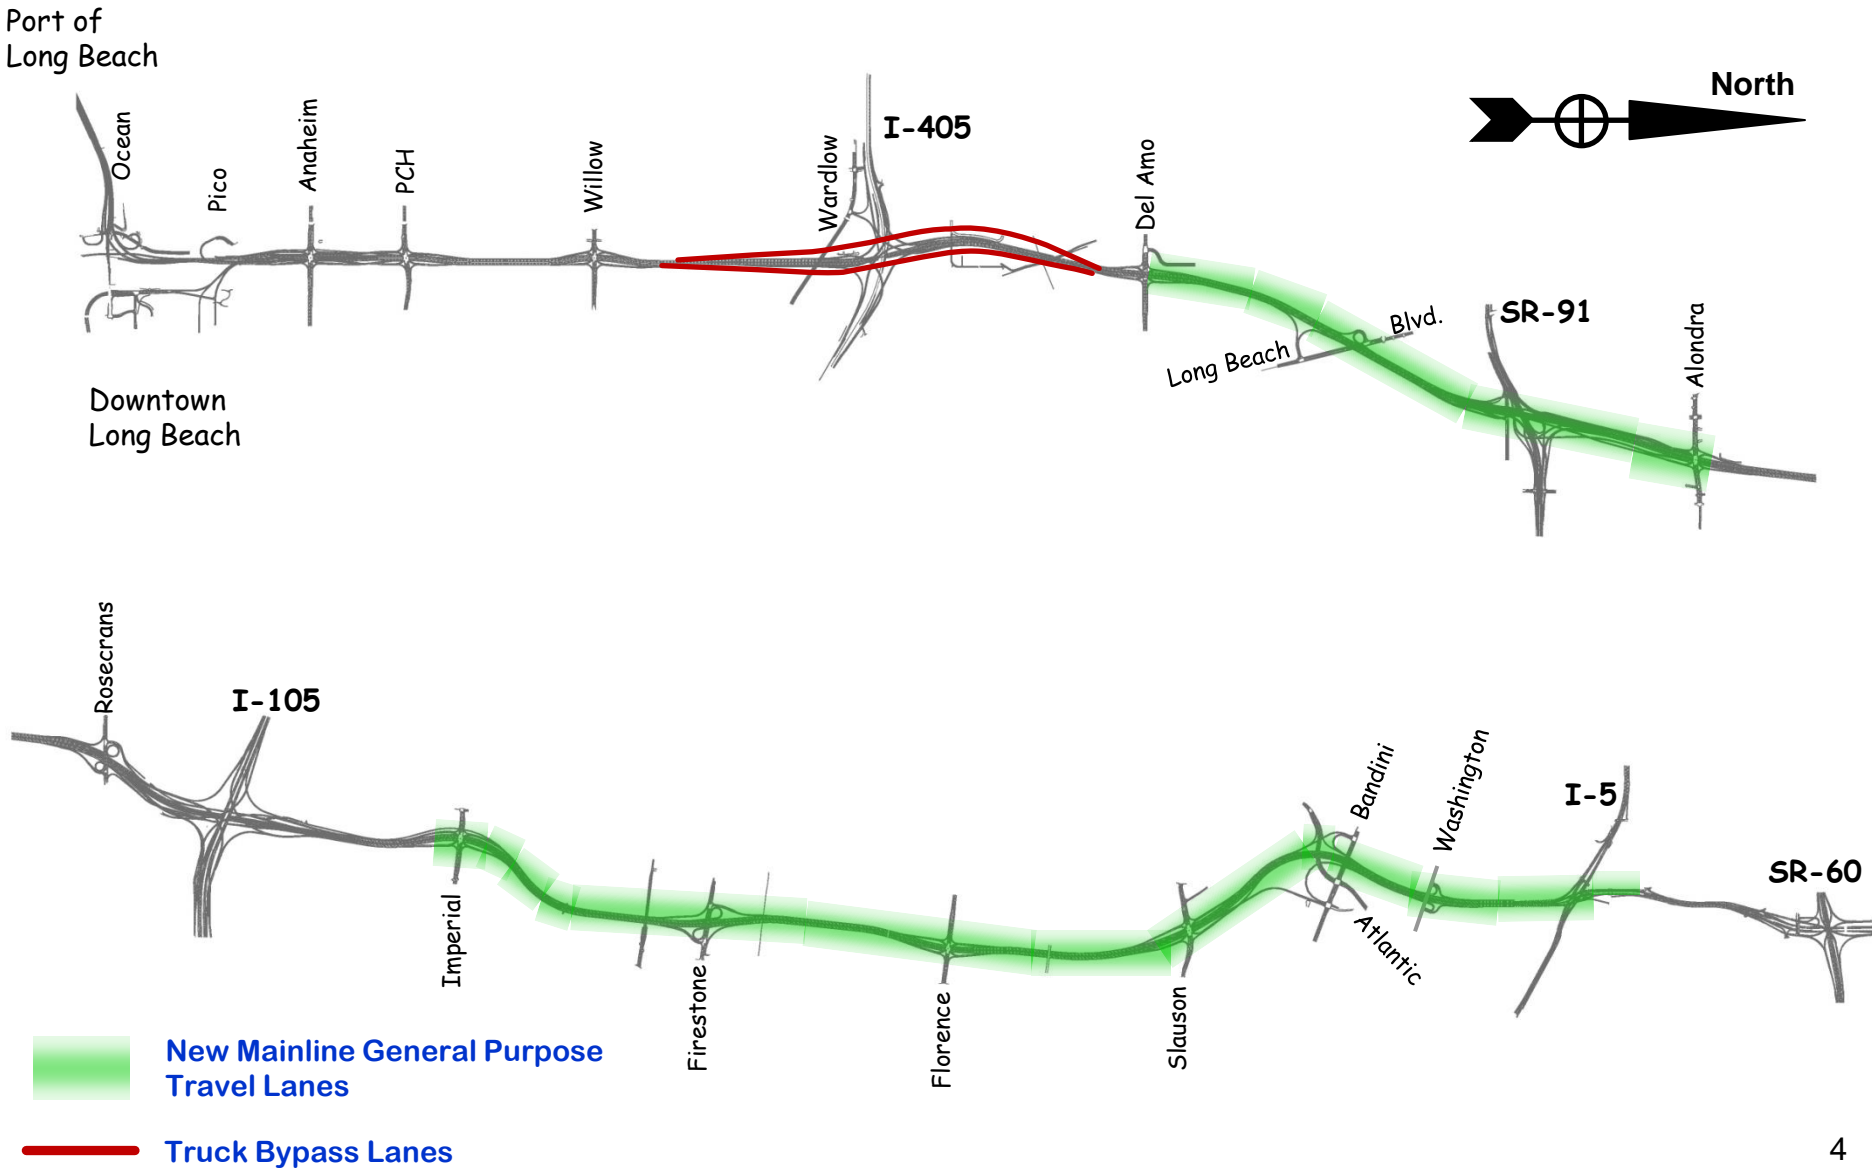 Port of
Long Beach
North
I-405
Ocean
Pico
Anaheim
PCH
Willow
Wardlow
Del Amo
Long Beach Blvd.
SR-91
Alondra
Downtown
Long Beach
Rosecrans
I-105
Imperial
Firestone
Florence
Slauson
Bandini
Atlantic
Washington
I-5
SR-60
New Mainline General Purpose
Travel Lanes
Truck Bypass Lanes
4